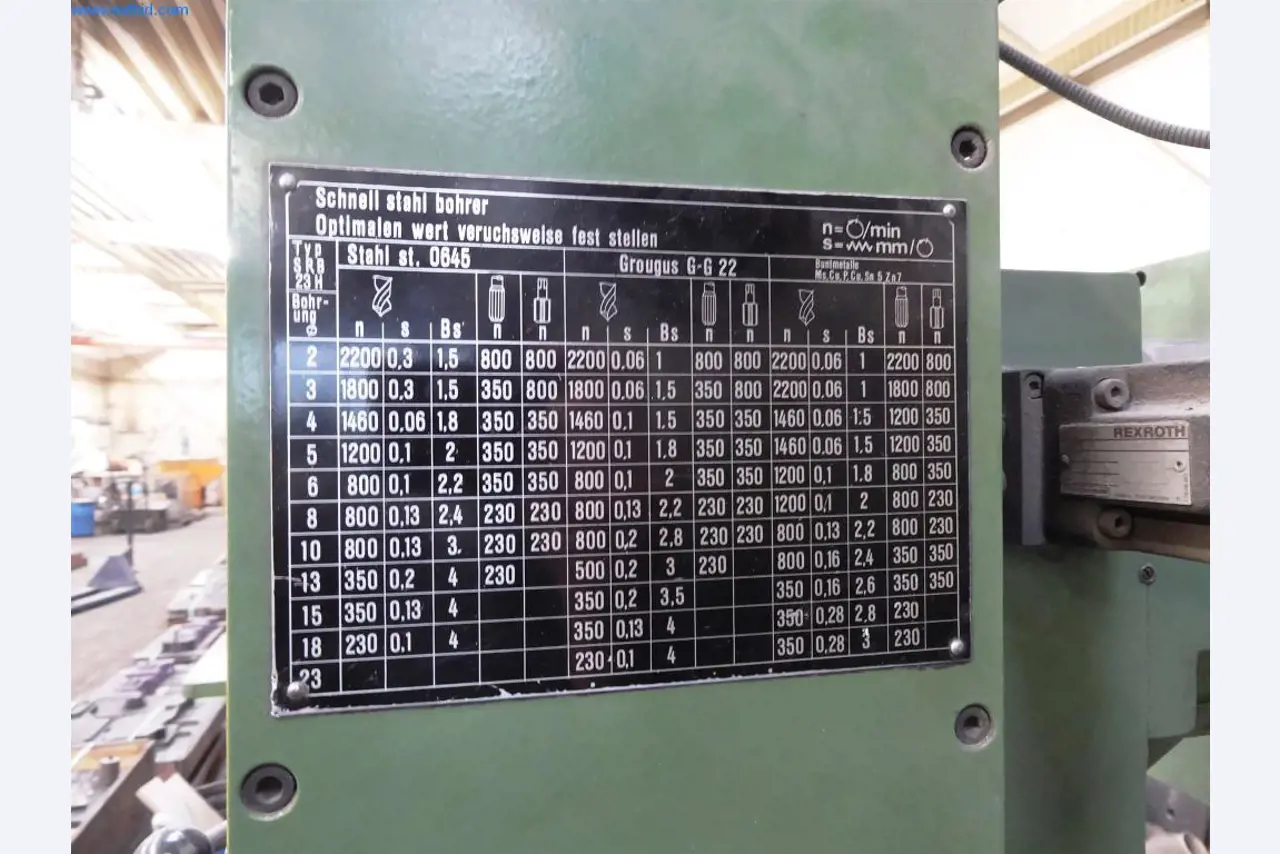 Schnell stahl bohrer
Optimalen wert veruchsweise fest stellen
n= /min
s= mm/
Typ SRB 23H Stahl st. 0645 Grougus G-G 22 Buntmetalle
Ms,Co,P.Cu,Sn 5 Zn7
Bohr-
ung
ø n s Bs n n n s Bs n n n s Bs n n
2 2200 0,3 1,5 800 800 2200 0.06 1 800 800 2200 0.06 1 2200 800
3 1800 0,3 1,5 350 800 1800 0.06 1.5 350 800 2200 0.06 1 1800 800
4 1460 0,06 1,8 350 350 1460 0.1 1.5 350 350 1460 0.06 1.5 1200 350
5 1200 0,1 2 350 350 1200 0,1 1.8 350 350 1460 0.06 1.5 1200 350
6 800 0,1 2,2 350 350 800 0,1 2 350 350 1200 0,1 1.8 800 350
8 800 0,13 2,4 230 230 800 0,13 2,2 230 230 1200 0,1 2 800 230
10 800 0,13 3 230 230 800 0,2 2,8 230 230 800 0,13 2,2 800 230
13 350 0,2 4 230 500 0,2 3 230 800 0,16 2,4 350 350
15 350 0,13 4 350 0,2 3,5 350 0,16 2,6 350 350
18 230 0,1 4 350 0,13 4 350 0,28 2,8 230
23 230 0,1 4 350 0,28 3 230
REXROTH